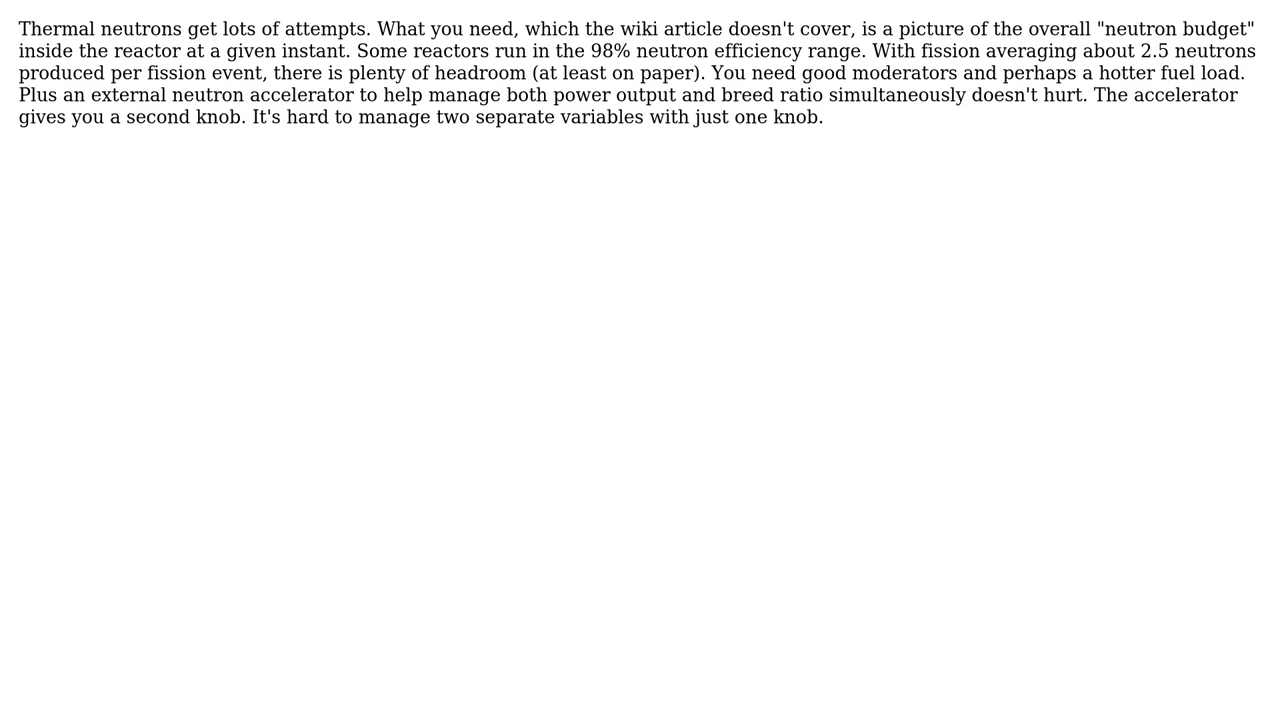 Thermal neutrons get lots of attempts. What you need, which the wiki article doesn't cover, is a picture of the overall "neutron budget"
inside the reactor at a given instant. Some reactors run in the 98% neutron efficiency range. With fission averaging about 2.5 neutrons
produced per fission event, there is plenty of headroom (at least on paper). You need good moderators and perhaps a hotter fuel load.
Plus an external neutron accelerator to help manage both power output and breed ratio simultaneously doesn't hurt. The accelerator
gives you a second knob. It's hard to manage two separate variables with just one knob.